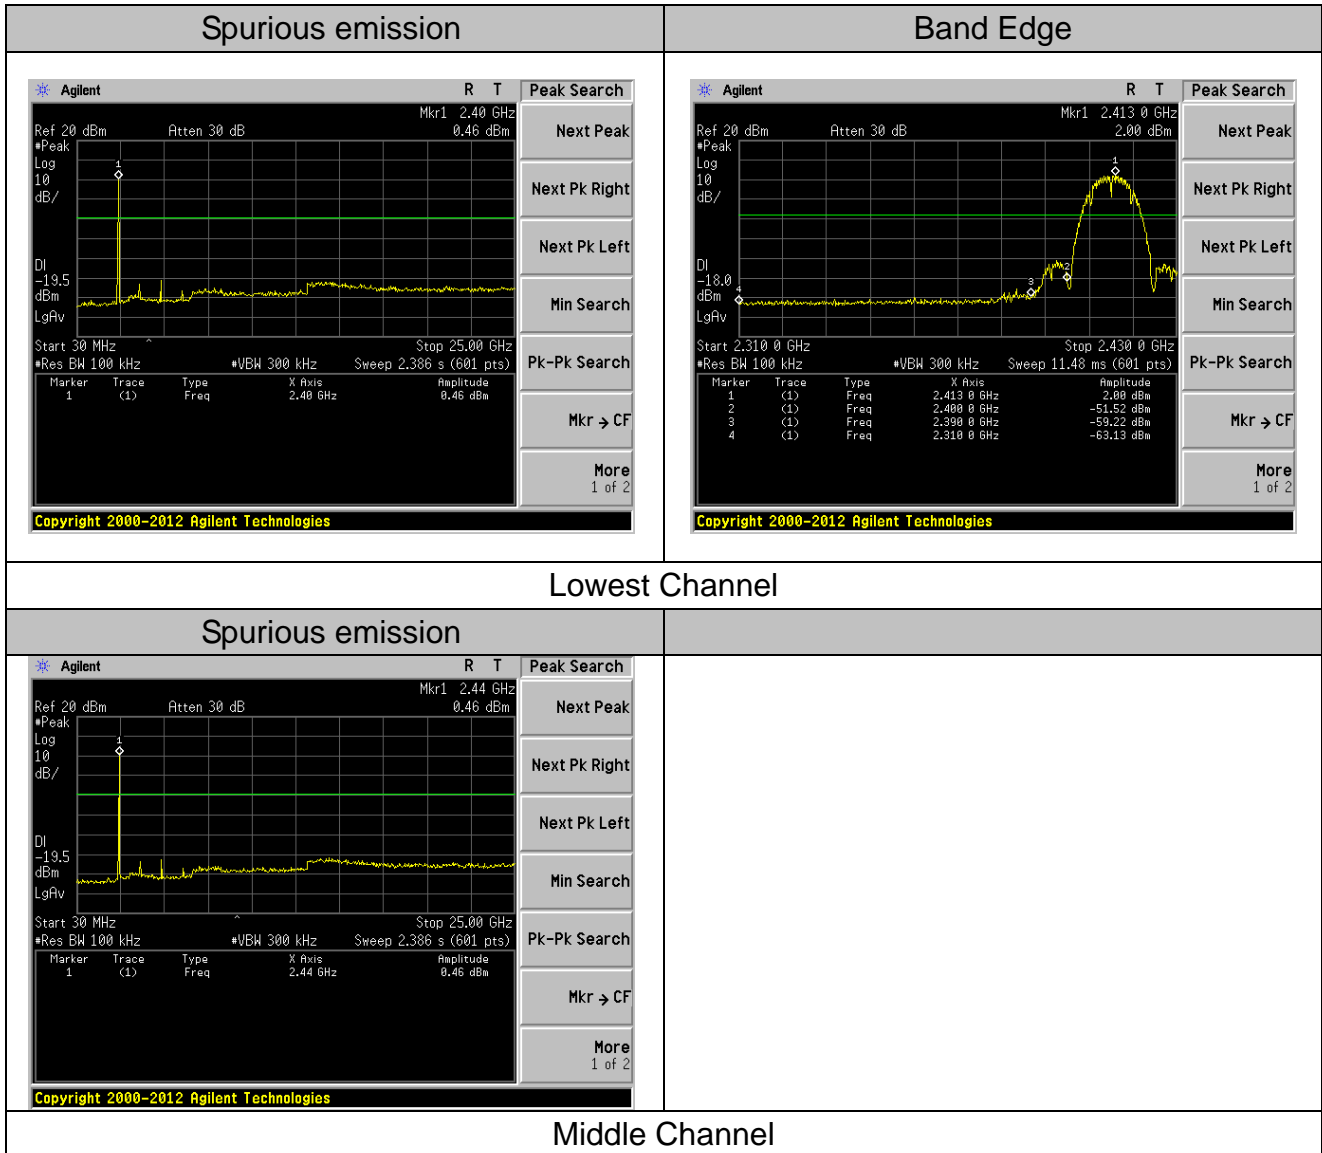 Spurious emission
Band Edge
Agilent R T Peak Search
Mkr1 2.40 GHz
Ref 20 dBm Atten 30 dB 0.46 dBm
#Peak
Log
10
dB/
1
DI
-19.5
dBm
LgAv
Start 30 MHz ^ Stop 25.00 GHz
#Res BW 100 kHz #VBW 300 kHz Sweep 2.386 s (601 pts)
Marker Trace Type X Axis Amplitude
1 (1) Freq 2.40 GHz 0.46 dBm
Next Peak
Next Pk Right
Next Pk Left
Min Search
Pk-Pk Search
Mkr → CF
More
1 of 2
Copyright 2000-2012 Agilent Technologies
Agilent R T Peak Search
Mkr1 2.413 0 GHz
Ref 20 dBm Atten 30 dB 2.00 dBm
#Peak
Log
10
dB/
1
2
3
4
DI
-18.0
dBm
LgAv
Start 2.310 0 GHz Stop 2.430 0 GHz
#Res BW 100 kHz #VBW 300 kHz Sweep 11.48 ms (601 pts)
Marker Trace Type X Axis Amplitude
1 (1) Freq 2.413 0 GHz 2.00 dBm
2 (1) Freq 2.400 0 GHz -51.52 dBm
3 (1) Freq 2.390 0 GHz -59.22 dBm
4 (1) Freq 2.310 0 GHz -63.13 dBm
Next Peak
Next Pk Right
Next Pk Left
Min Search
Pk-Pk Search
Mkr → CF
More
1 of 2
Copyright 2000-2012 Agilent Technologies
Lowest Channel
Spurious emission
Agilent R T Peak Search
Mkr1 2.44 GHz
Ref 20 dBm Atten 30 dB 0.46 dBm
#Peak
Log
10
dB/
1
DI
-19.5
dBm
LgAv
Start 30 MHz ^ Stop 25.00 GHz
#Res BW 100 kHz #VBW 300 kHz Sweep 2.386 s (601 pts)
Marker Trace Type X Axis Amplitude
1 (1) Freq 2.44 GHz 0.46 dBm
Next Peak
Next Pk Right
Next Pk Left
Min Search
Pk-Pk Search
Mkr → CF
More
1 of 2
Copyright 2000-2012 Agilent Technologies
Middle Channel